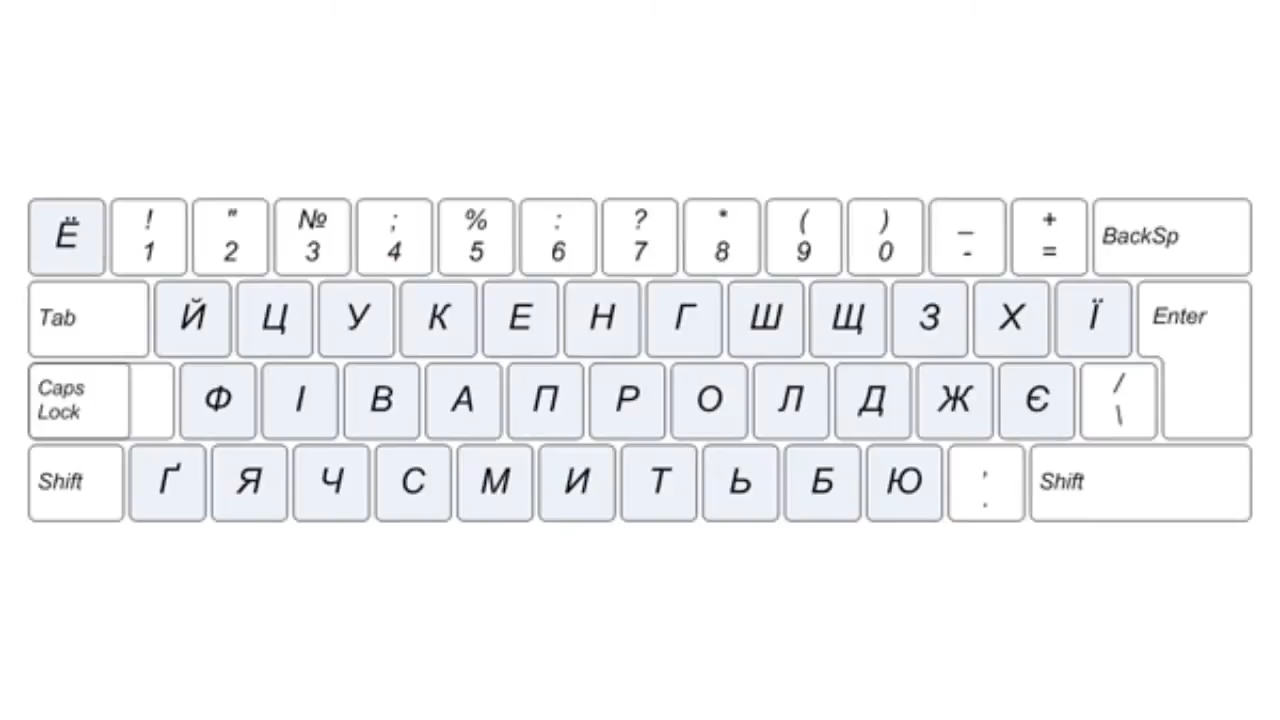 Ё ! 1 " 2 № 3 ; 4 % 5 : 6 ? 7 * 8 ( 9 ) 0 _ - + = BackSp
Tab Й Ц У К Е Н Г Ш Щ З Х Ї Enter
Caps Lock Ф І В А П Р О Л Д Ж Є / \
Shift Ґ Я Ч С М И Т Ь Б Ю , . Shift